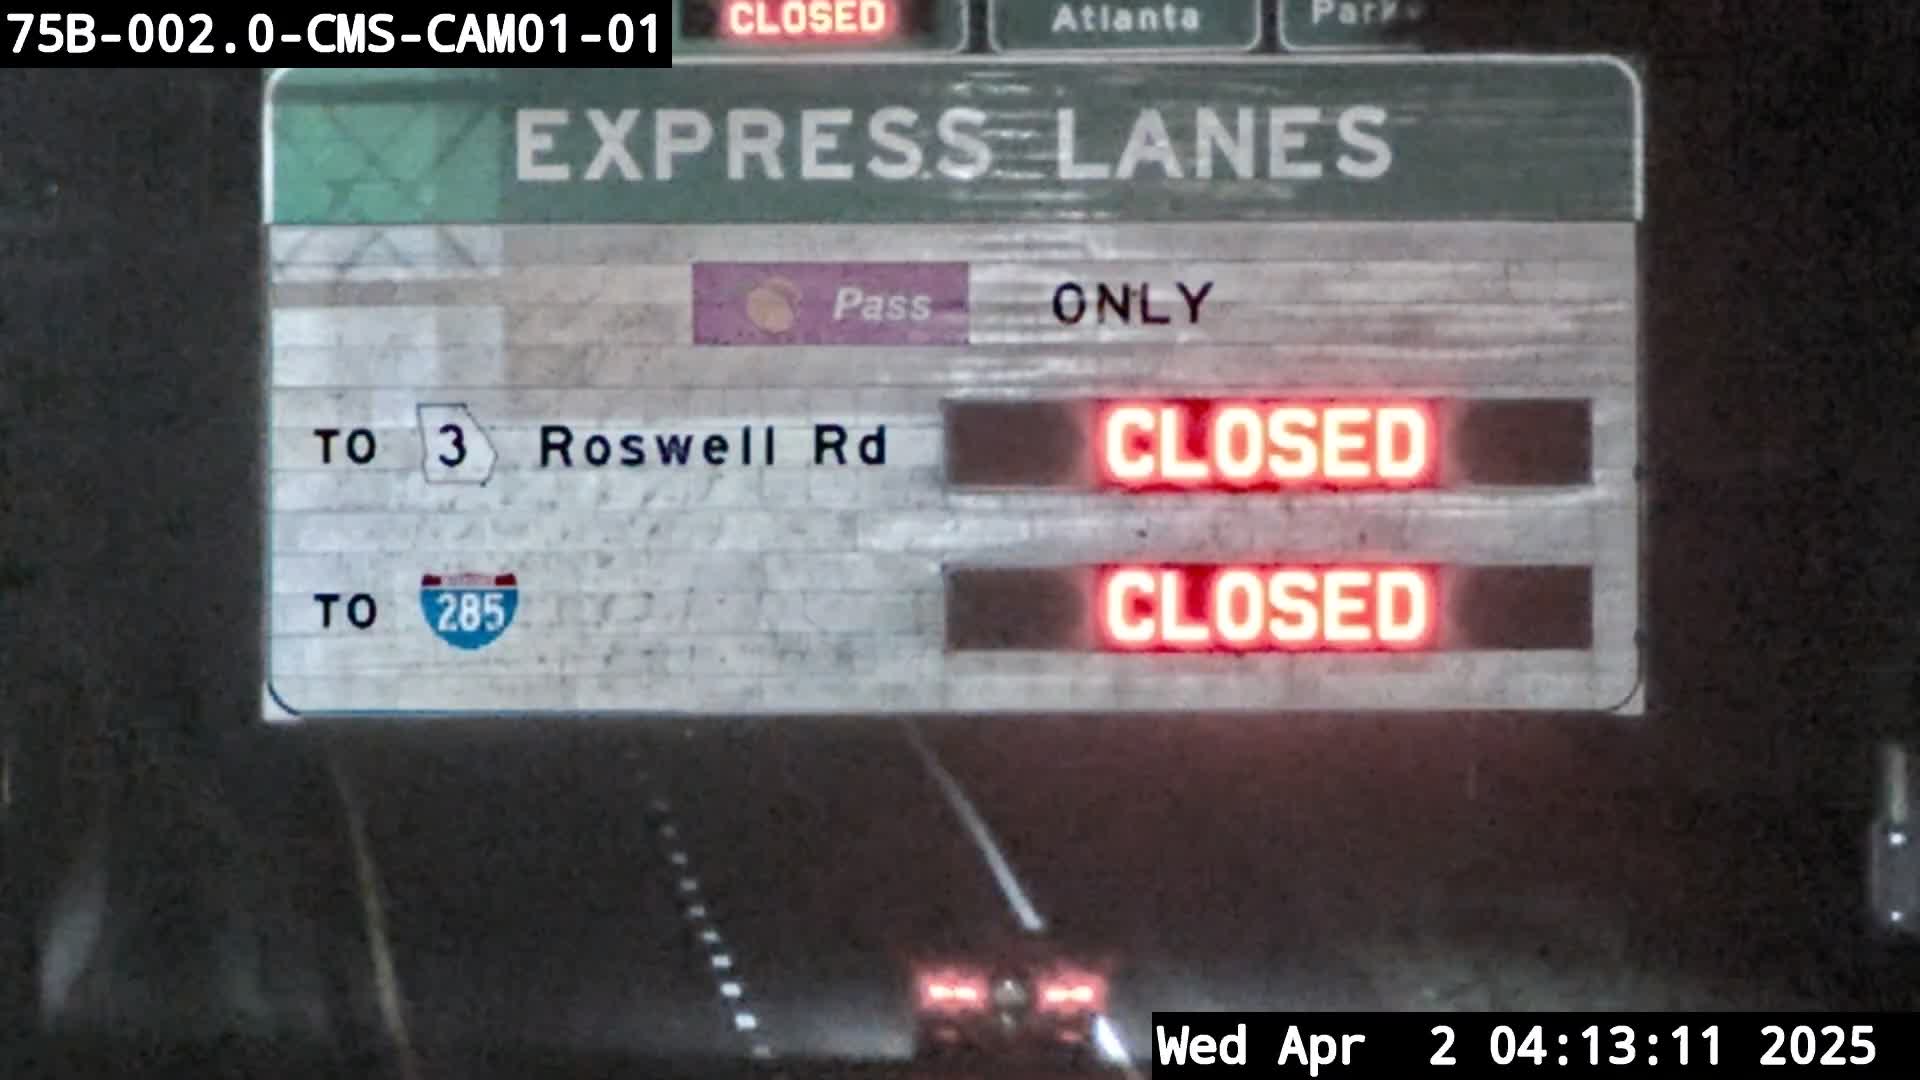 75B-002.0-CMS-CAM01-01
CLOSED
Atlanta
EXPRESS LANES
Pass ONLY
TO 3 Roswell Rd CLOSED
TO 285 CLOSED
Wed Apr 2 04:13:11 2025